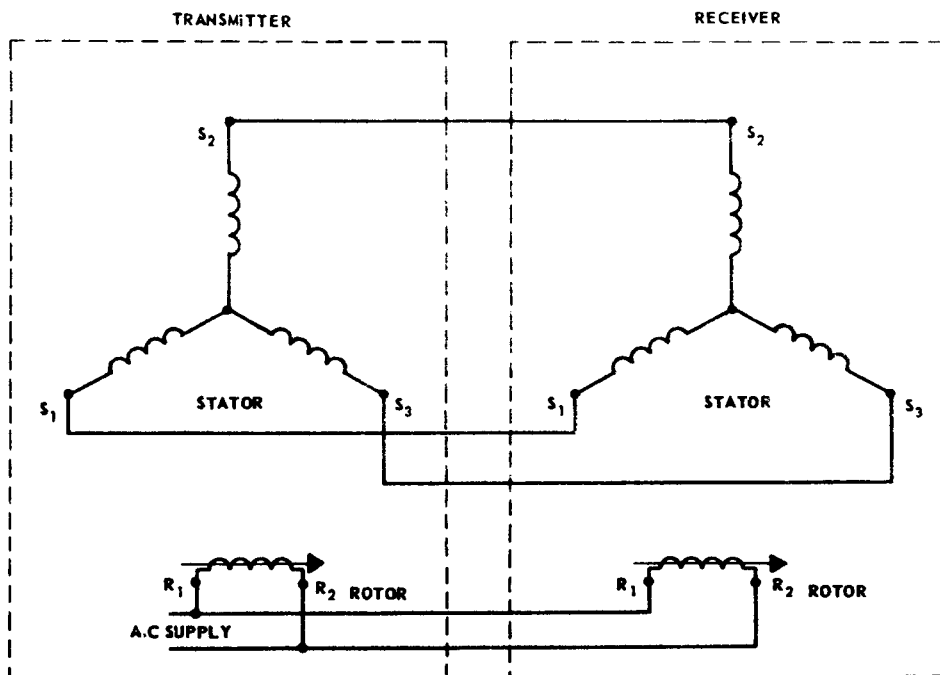 TRANSMITTER
RECEIVER
S2
S2
S1
STATOR
S3
S1
STATOR
S3
R1
R2 ROTOR
R1
R2 ROTOR
A.C SUPPLY